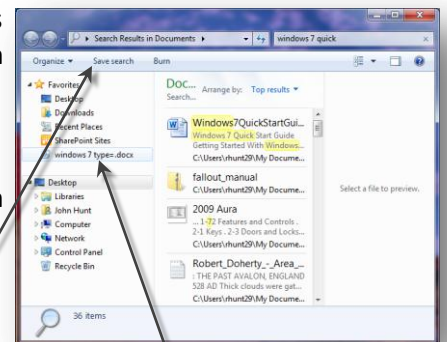 s
n
n
Search Results in Documents
windows 7 quick
Organize
Save search
Burn
Favorites
Desktop
Downloads
Recent Places
SharePoint Sites
windows 7 type=.docx
Desktop
Libraries
John Hunt
Computer
Network
Control Panel
Recycle Bin
Doc...
Search...
Arrange by: Top results
Windows7QuickStartGui...
Windows 7 Quick Start Guide
Getting Started With Windows...
C:\Users\rhunt29\My Docume...
fallout_manual
C:\Users\rhunt29\My Docume...
2009 Aura
... 1-72 Features and Controls .
2-1 Keys . 2-3 Doors and Locks...
C:\Users\rhunt29\My Docume...
Robert_Doherty_-_Area_...
: THE PAST AVALON, ENGLAND
528 AD Thick clouds were gat...
C:\Users\rhunt29\My Docume...
Select a file to preview.
36 items